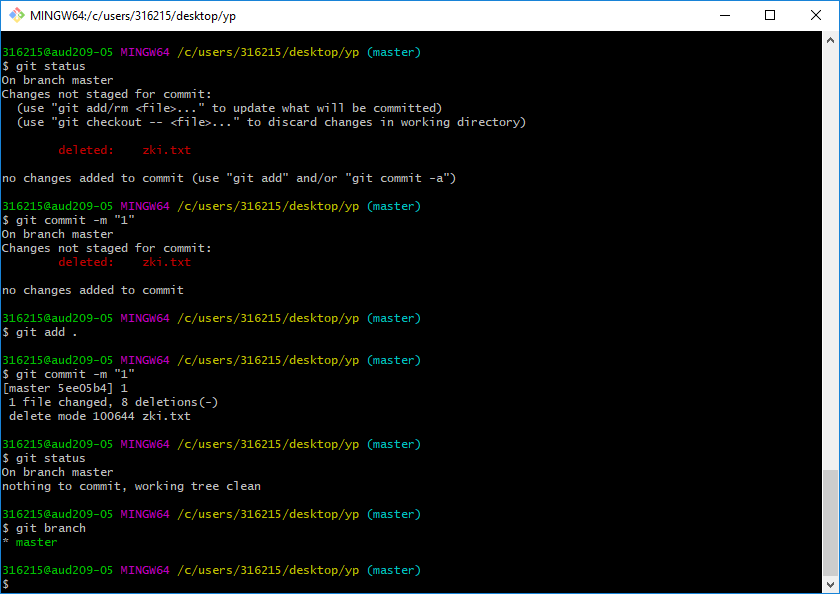 MINGW64:/c/users/316215/desktop/yp
316215@aud209-05 MINGW64 /c/users/316215/desktop/yp (master)
$ git status
On branch master
Changes not staged for commit:
  (use "git add/rm <file>..." to update what will be committed)
  (use "git checkout -- <file>..." to discard changes in working directory)
        deleted:    zki.txt
no changes added to commit (use "git add" and/or "git commit -a")
316215@aud209-05 MINGW64 /c/users/316215/desktop/yp (master)
$ git commit -m "1"
On branch master
Changes not staged for commit:
        deleted:    zki.txt
no changes added to commit
316215@aud209-05 MINGW64 /c/users/316215/desktop/yp (master)
$ git add .
316215@aud209-05 MINGW64 /c/users/316215/desktop/yp (master)
$ git commit -m "1"
[master 5ee05b4] 1
 1 file changed, 8 deletions(-)
 delete mode 100644 zki.txt
316215@aud209-05 MINGW64 /c/users/316215/desktop/yp (master)
$ git status
On branch master
nothing to commit, working tree clean
316215@aud209-05 MINGW64 /c/users/316215/desktop/yp (master)
$ git branch
* master
316215@aud209-05 MINGW64 /c/users/316215/desktop/yp (master)
$